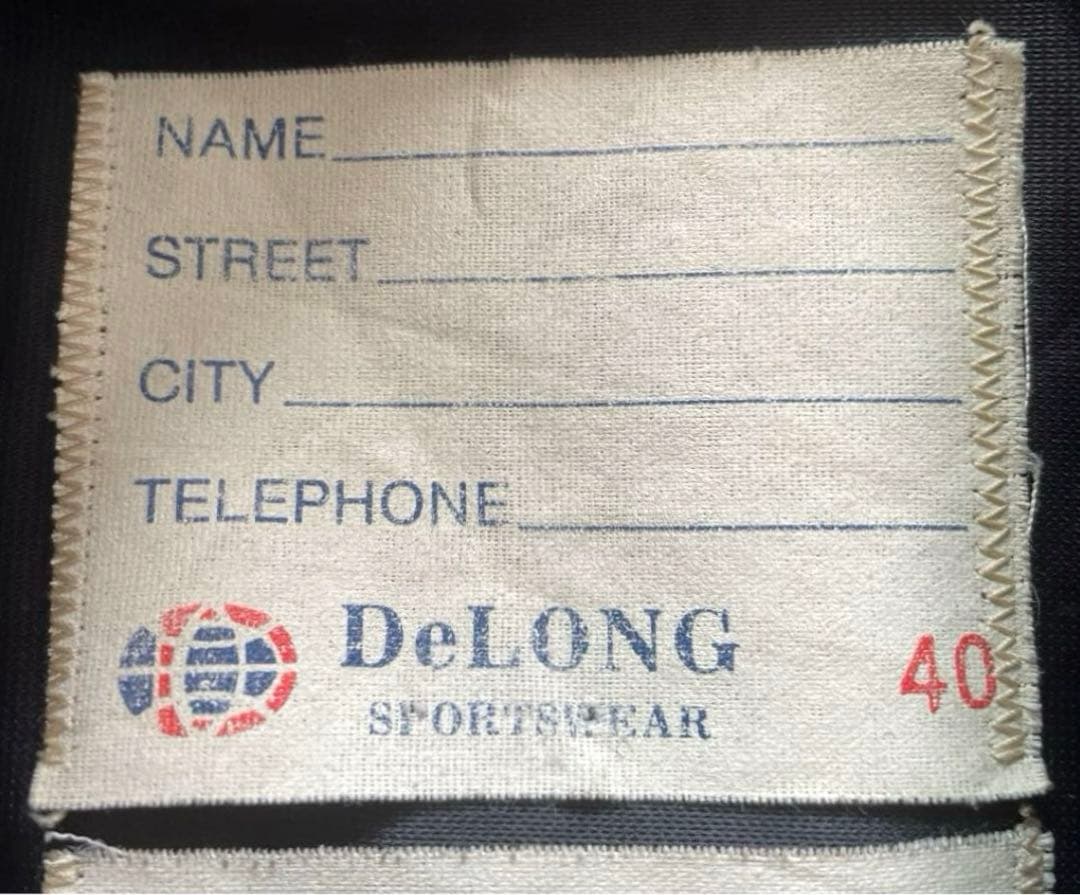 NAME
STREET
CITY
TELEPHONE
DeLONG 40
SPORTSWEAR